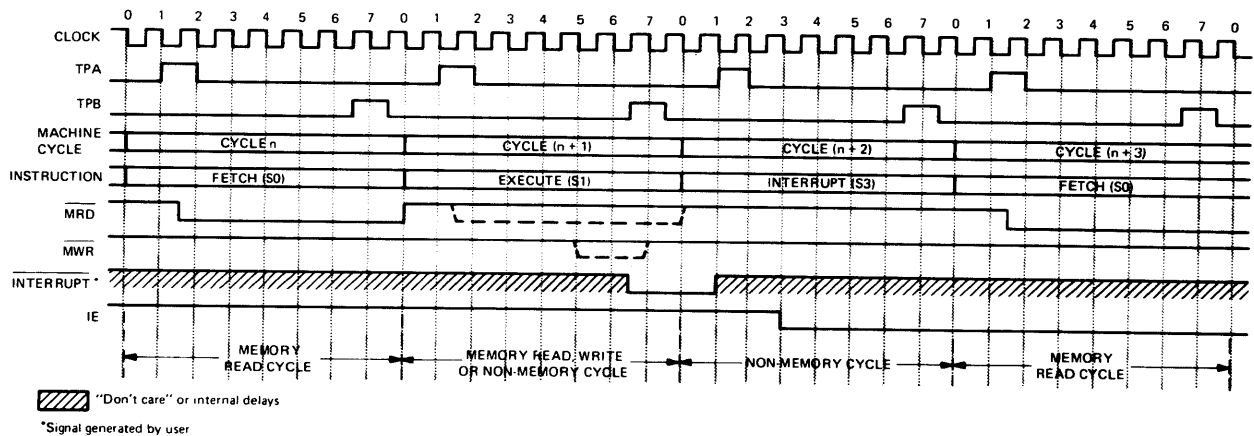 0 1 2 3 4 5 6 7 0 1 2 3 4 5 6 7 0 1 2 3 4 5 6 7 0 1 2 3 4 5 6 7 0
CLOCK
TPA
TPB
MACHINE CYCLE
CYCLE n
CYCLE (n + 1)
CYCLE (n + 2)
CYCLE (n + 3)
INSTRUCTION
FETCH (S0)
EXECUTE (S1)
INTERRUPT (S3)
FETCH (S0)
MRD
MWR
INTERRUPT *
IE
MEMORY
READ CYCLE
MEMORY READ, WRITE
OR NON-MEMORY CYCLE
NON-MEMORY CYCLE
MEMORY
READ CYCLE
"Don't care" or internal delays
*Signal generated by user